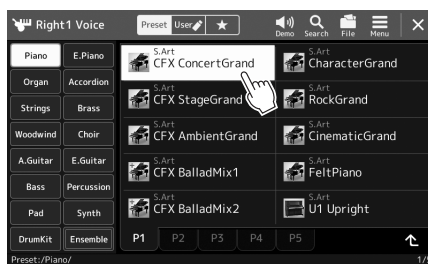 Right1 Voice
Preset User ★
Demo Search File Menu
Piano E.Piano
Organ Accordion
Strings Brass
Woodwind Choir
A.Guitar E.Guitar
Bass Percussion
Pad Synth
DrumKit Ensemble
S.Art
CFX ConcertGrand
S.Art
CharacterGrand
S.Art
CFX StageGrand
S.Art
RockGrand
S.Art
CFX AmbientGrand
S.Art
CinematicGrand
S.Art
CFX BalladMix1
S.Art
FeltPiano
S.Art
CFX BalladMix2
S.Art
U1 Upright
P1 P2 P3 P4 P5
Preset:/Piano/